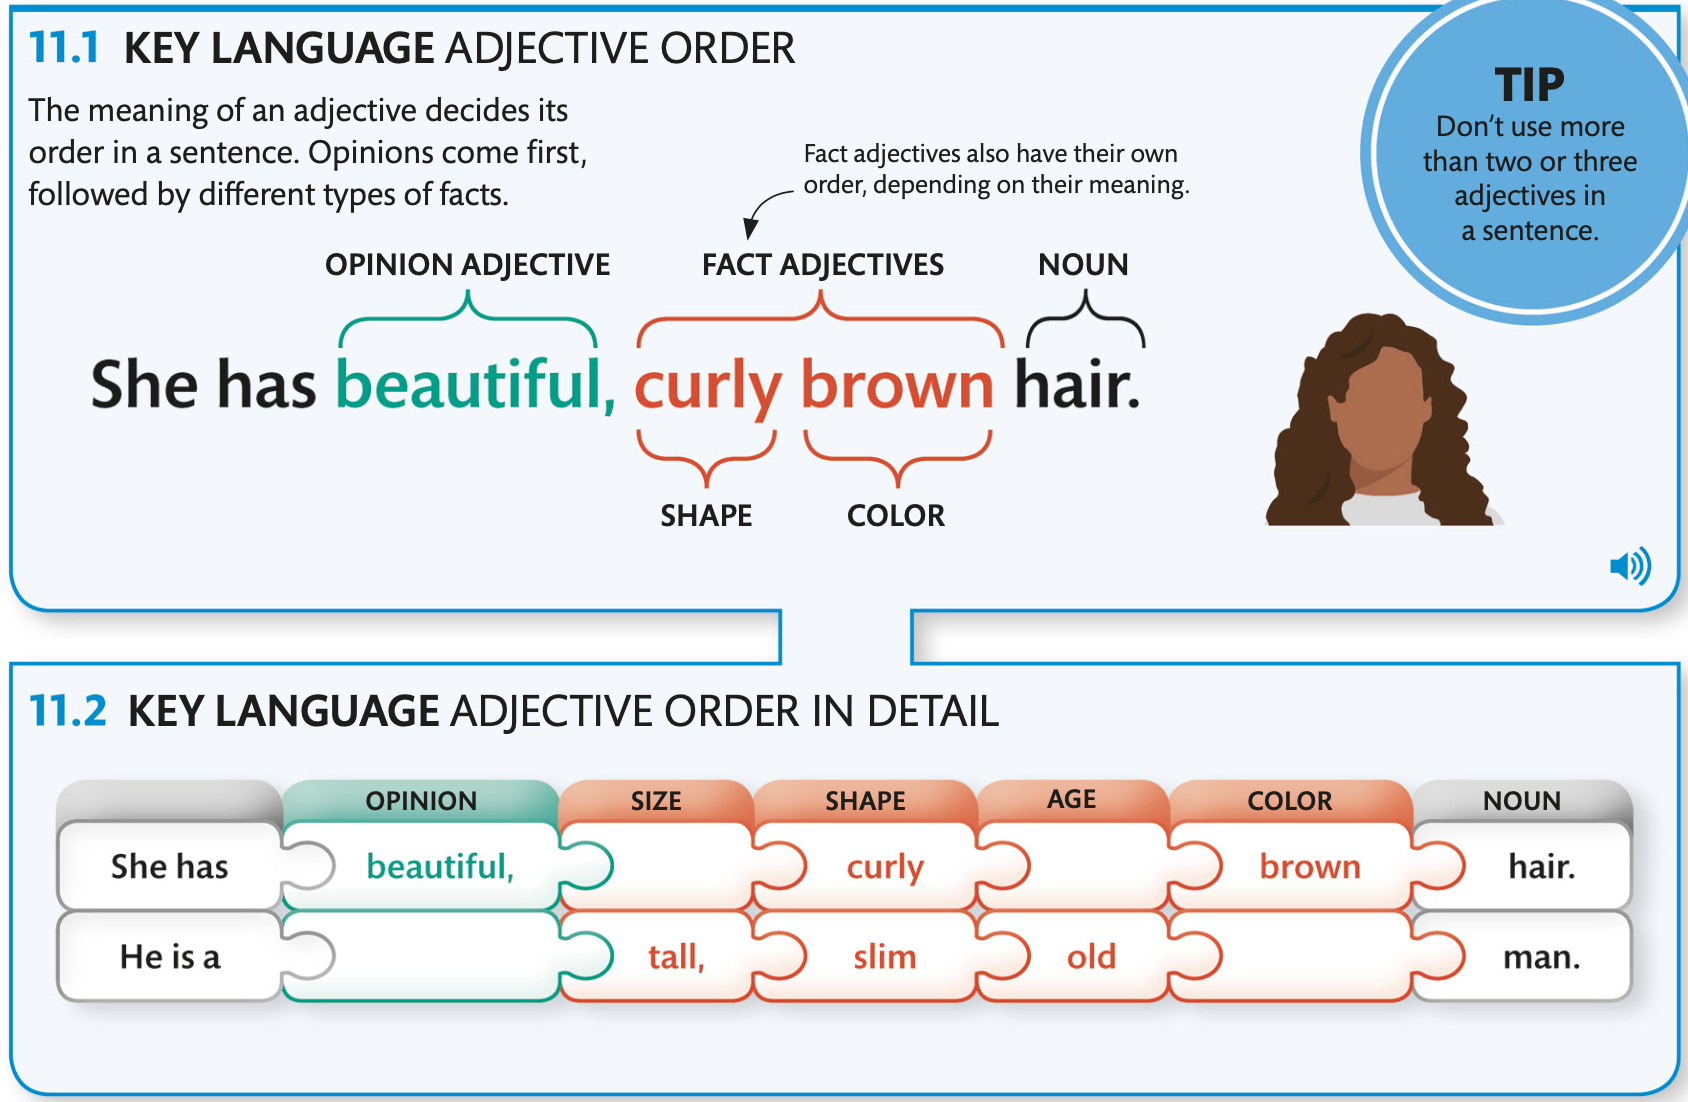 11.1 KEY LANGUAGE ADJECTIVE ORDER
The meaning of an adjective decides its
order in a sentence. Opinions come first,
followed by different types of facts.
Fact adjectives also have their own
order, depending on their meaning.
TIP
Don't use more
than two or three
adjectives in
a sentence.
OPINION ADJECTIVE FACT ADJECTIVES NOUN
She has beautiful, curly brown hair.
SHAPE COLOR
11.2 KEY LANGUAGE ADJECTIVE ORDER IN DETAIL
OPINION SIZE SHAPE AGE COLOR NOUN
She has beautiful, curly brown hair.
He is a tall, slim old man.